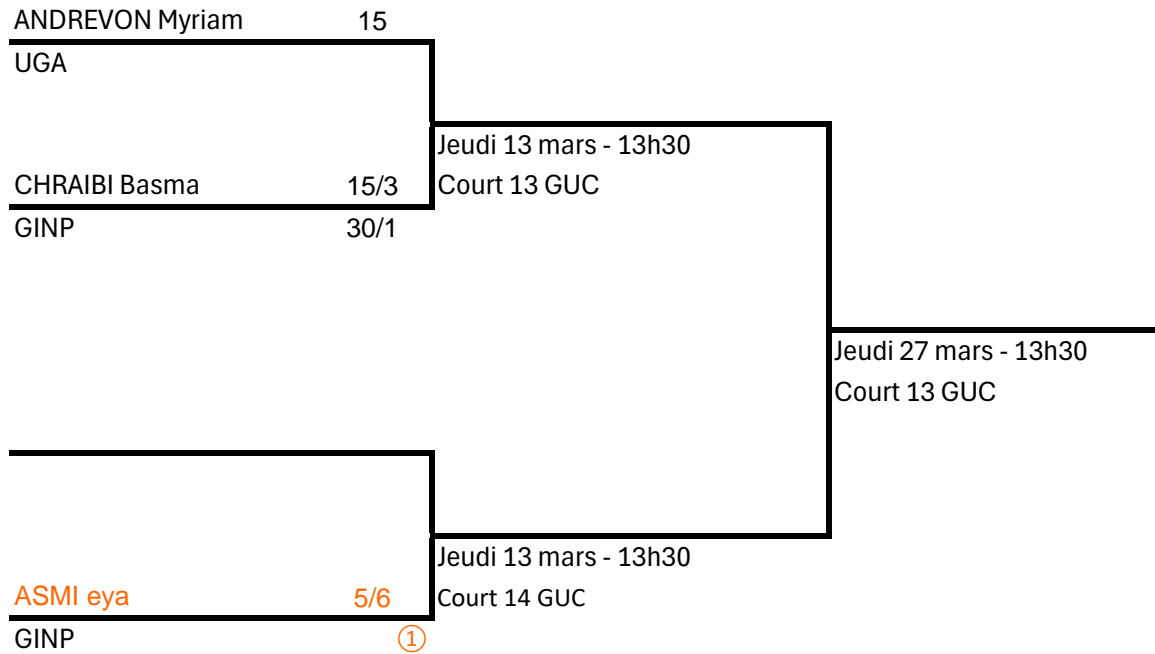 ANDREVON Myriam 15
UGA
Jeudi 13 mars - 13h30
CHRAIBI Basma 15/3 Court 13 GUC
GINP 30/1
Jeudi 27 mars - 13h30
Court 13 GUC
Jeudi 13 mars - 13h30
ASMI eya 5/6 Court 14 GUC
GINP ①